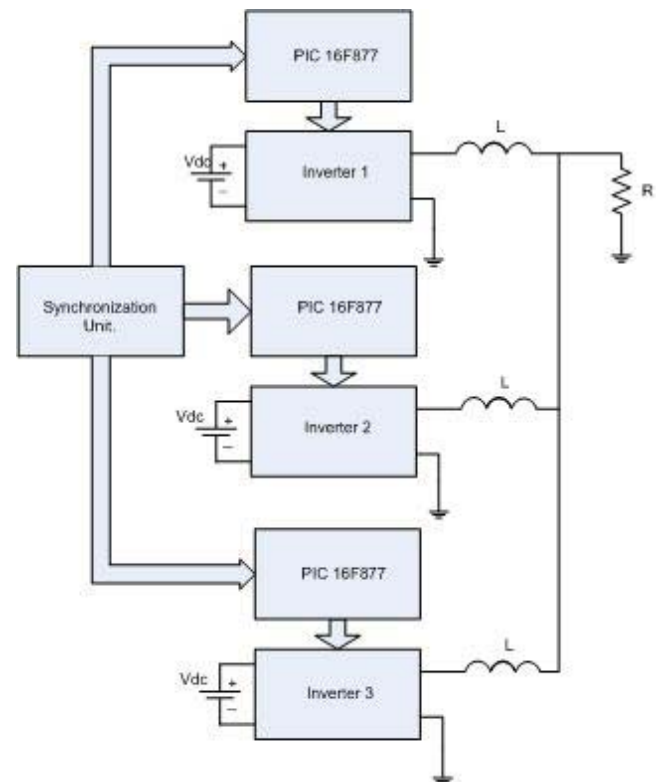 PIC 16F877
L
Vdc
+
Inverter 1
−
R
Synchronization
Unit.
PIC 16F877
L
Vdc
+
Inverter 2
−
PIC 16F877
L
Vdc
+
Inverter 3
−